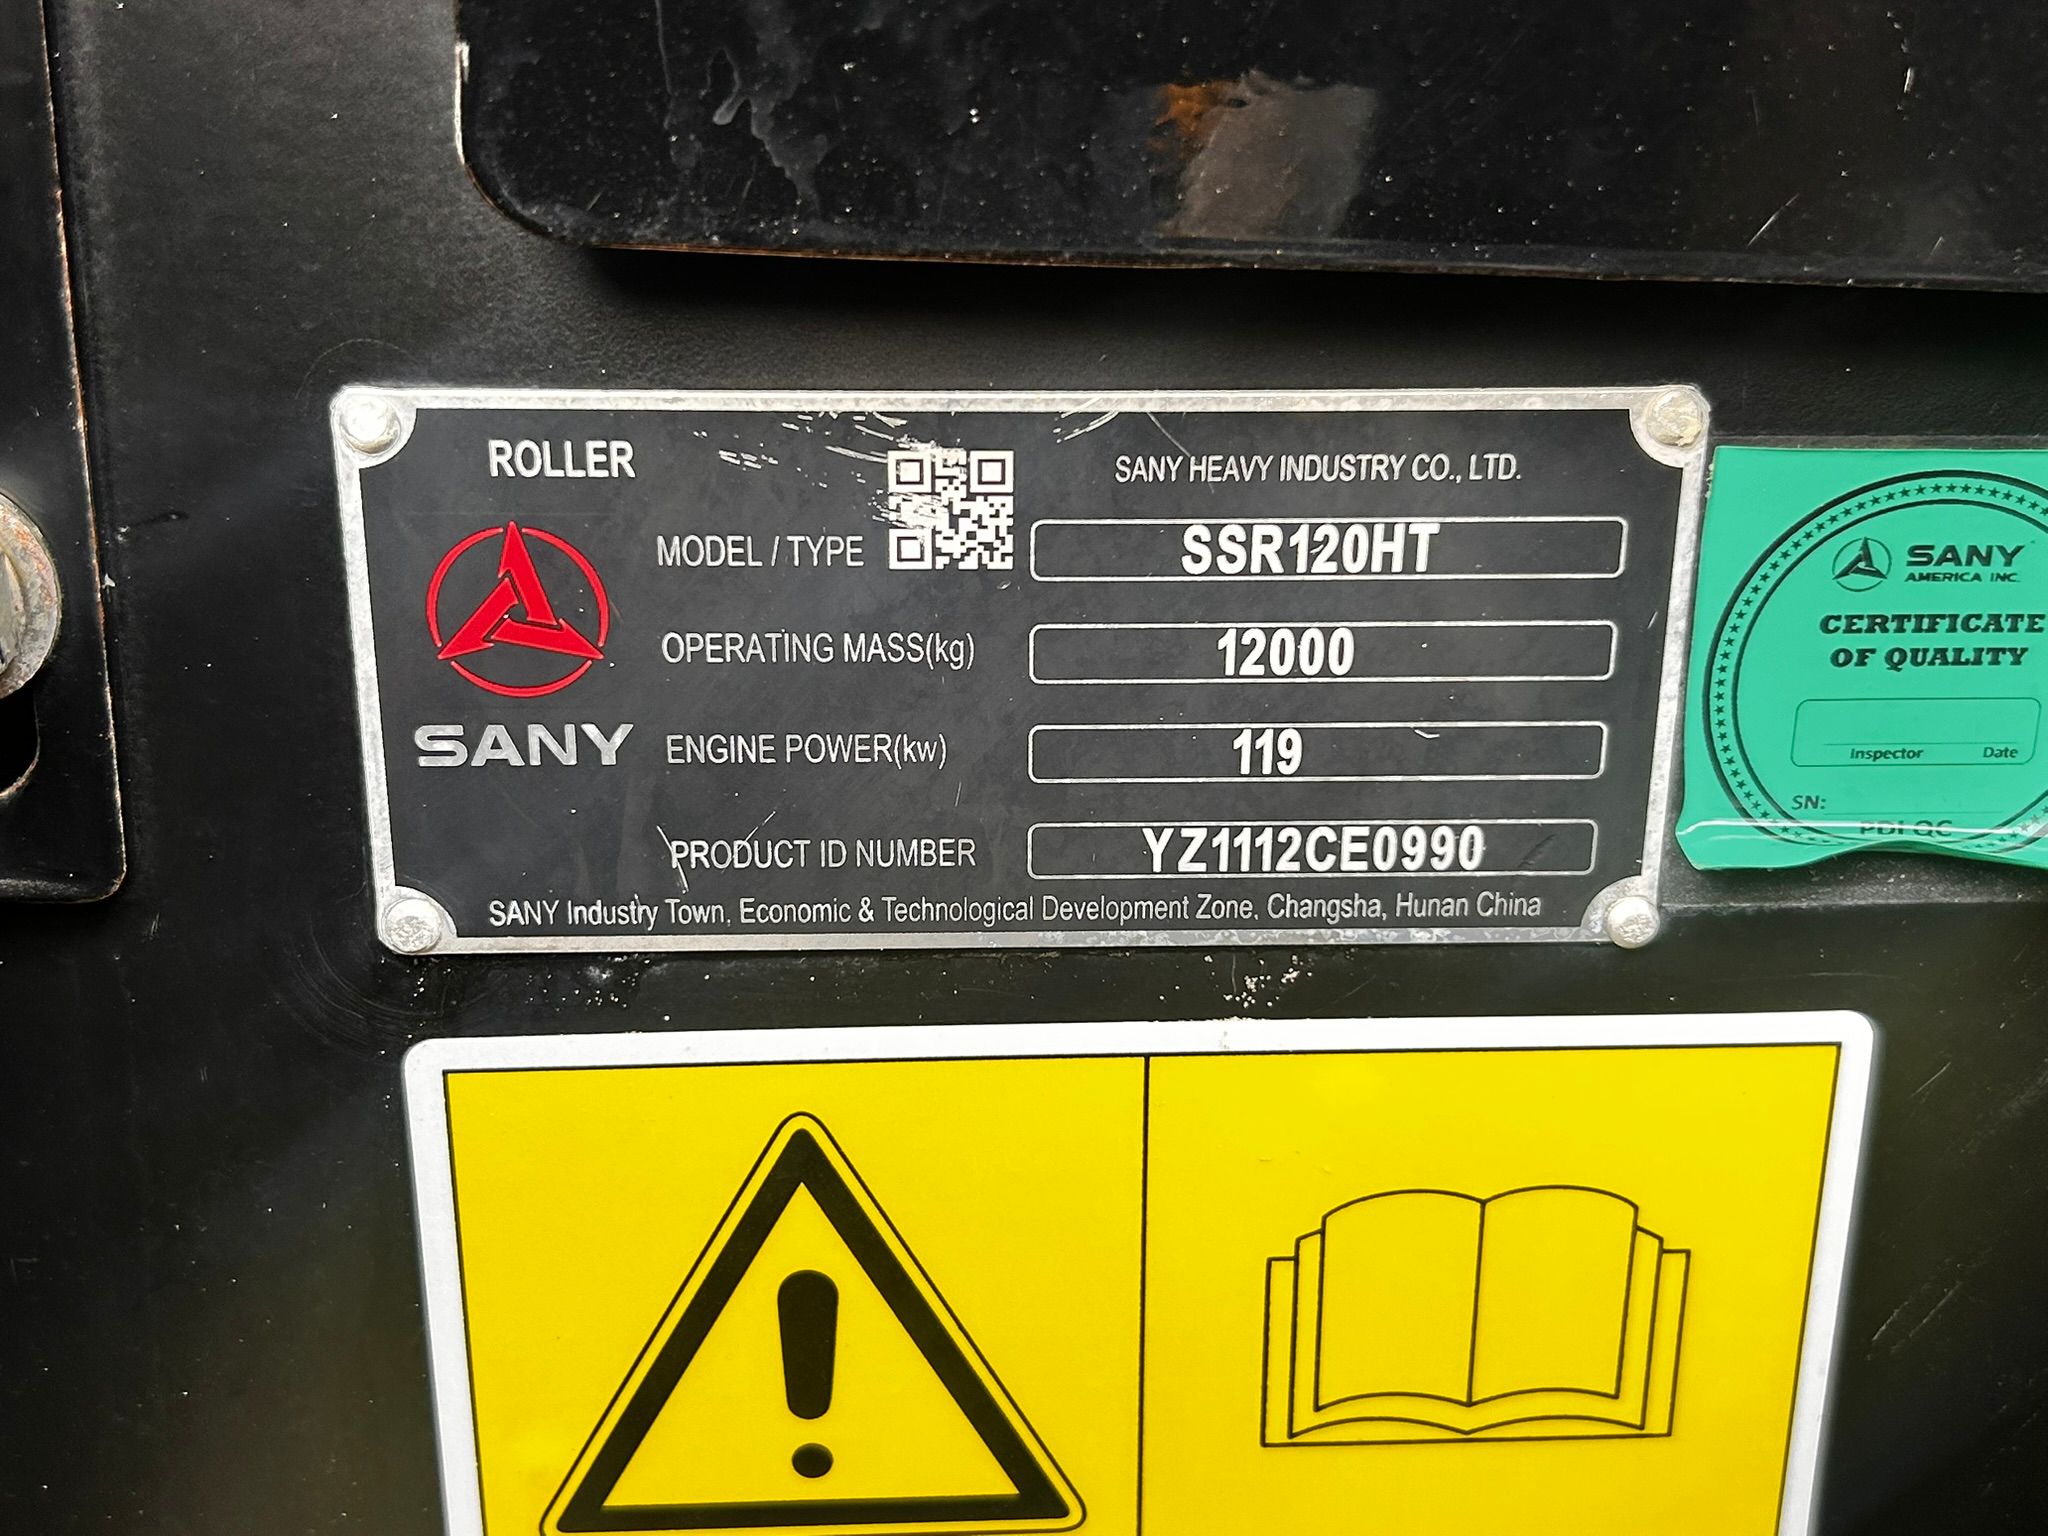 ROLLER
SANY HEAVY INDUSTRY CO., LTD.
MODEL / TYPE SSR120HT
OPERATING MASS(kg) 12000
SANY
ENGINE POWER(kw) 119
PRODUCT ID NUMBER YZ1112CE0990
SANY Industry Town, Economic & Technological Development Zone, Changsha, Hunan China
SANY
AMERICA INC.
CERTIFICATE
OF QUALITY
Inspector Date
SN:
PDI QC